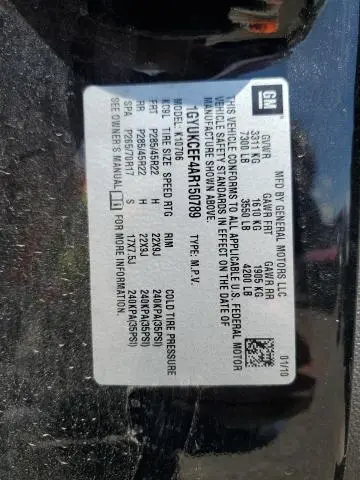 GM
MFD BY GENERAL MOTORS LLC 01/10
GVWR GAWR FRT GAWR RR
3311 KG 1610 KG 1905 KG
7300 LB 3550 LB 4200 LB
THIS VEHICLE CONFORMS TO ALL APPLICABLE U.S. FEDERAL MOTOR
VEHICLE SAFETY STANDARDS IN EFFECT ON THE DATE OF
MANUFACTURE SHOWN ABOVE.
1GYUKCEF4AR150709 TYPE: M.P.V.
MODEL: K10706
KC9L TIRE SIZE SPEED RTG RIM COLD TIRE PRESSURE
FRT P285/45R22 H 22X9J 240KPA(35PSI)
RR P285/45R22 H 22X9J 240KPA(35PSI)
SPA P265/70R17 S 17X7.5J 240KPA(35PSI)
SEE OWNER'S MANUAL FOR MORE INFORMATION.